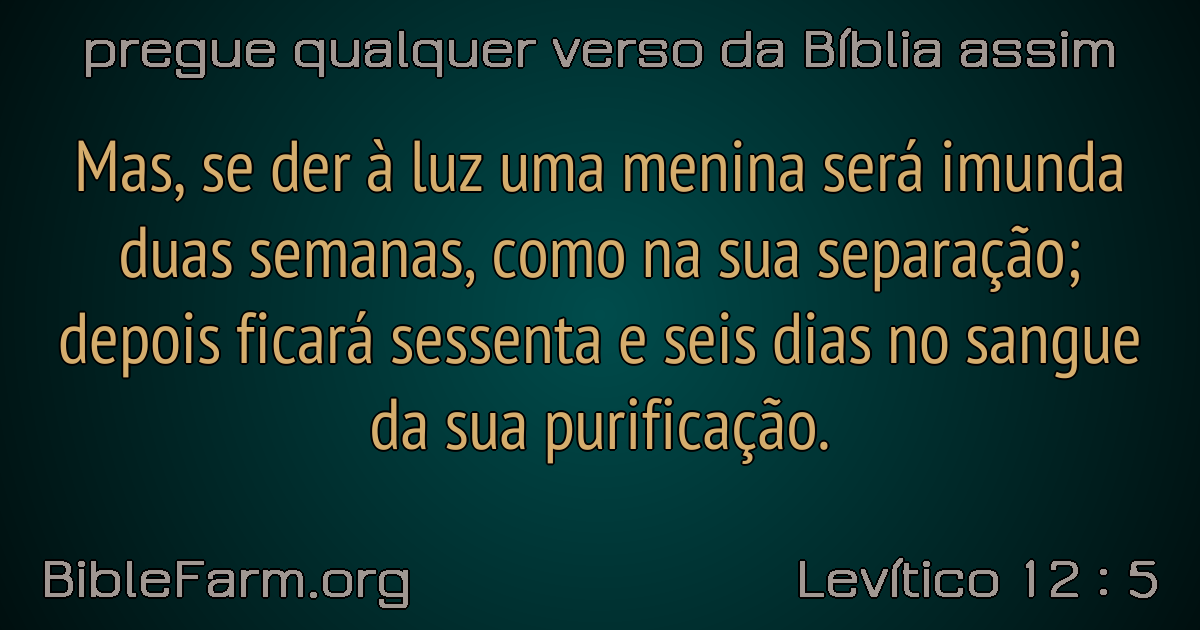 pregue qualquer verso da Bíblia assim
Mas, se der à luz uma menina será imunda
duas semanas, como na sua separação;
depois ficará sessenta e seis dias no sangue
da sua purificação.
BibleFarm.org
Levítico 12 : 5